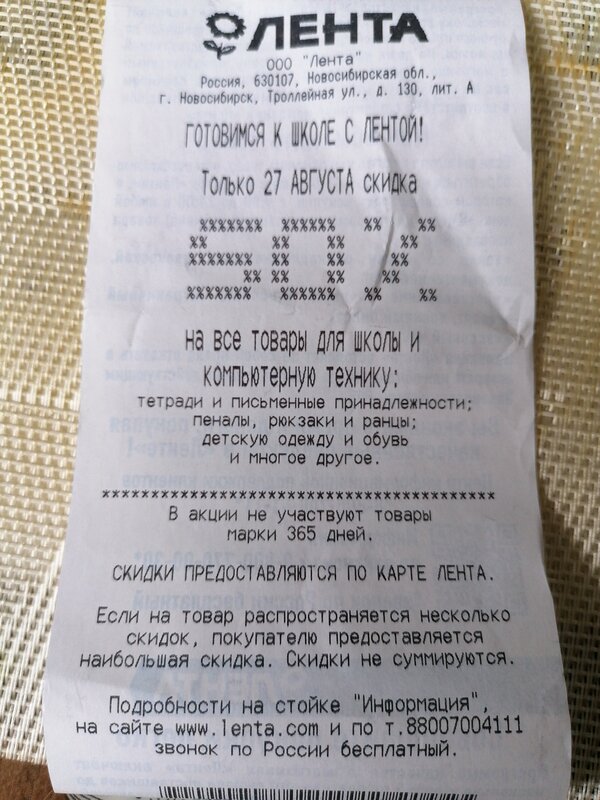 ЛЕНТА
ООО "Лента"
Россия, 630107, Новосибирская обл.,
г. Новосибирск, Троллейная ул., д. 130, лит. А
ГОТОВИМСЯ К ШКОЛЕ С ЛЕНТОЙ!
Только 27 АВГУСТА скидка
50%
на все товары для школы и
компьютерную технику:
тетради и письменные принадлежности;
пеналы, рюкзаки и ранцы;
детскую одежду и обувь
и многое другое.
******************************************
В акции не участвуют товары
марки 365 дней.
СКИДКИ ПРЕДОСТАВЛЯЮТСЯ ПО КАРТЕ ЛЕНТА.
Если на товар распространяется несколько
скидок, покупателю предоставляется
наибольшая скидка. Скидки не суммируются.
Подробности на стойке "Информация",
на сайте www.lenta.com и по т.88007004111
звонок по России бесплатный.